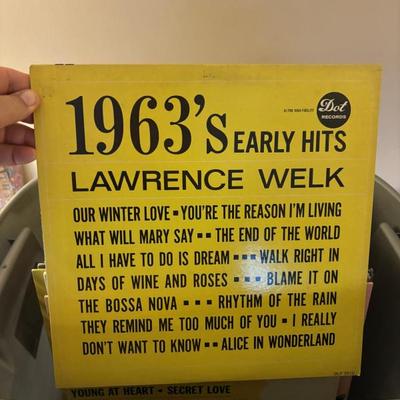 Dot
RECORDS
1963's EARLY HITS
LAWRENCE WELK
OUR WINTER LOVE ▪ YOU'RE THE REASON I'M LIVING
WHAT WILL MARY SAY ▪ ▪ THE END OF THE WORLD
ALL I HAVE TO DO IS DREAM ▪ ▪ ▪ WALK RIGHT IN
DAYS OF WINE AND ROSES ▪ ▪ ▪ BLAME IT ON
THE BOSSA NOVA ▪ ▪ ▪ RHYTHM OF THE RAIN
THEY REMIND ME TOO MUCH OF YOU ▪ I REALLY
DON'T WANT TO KNOW ▪ ▪ ALICE IN WONDERLAND
YOUNG AT HEART ▪ SECRET LOVE